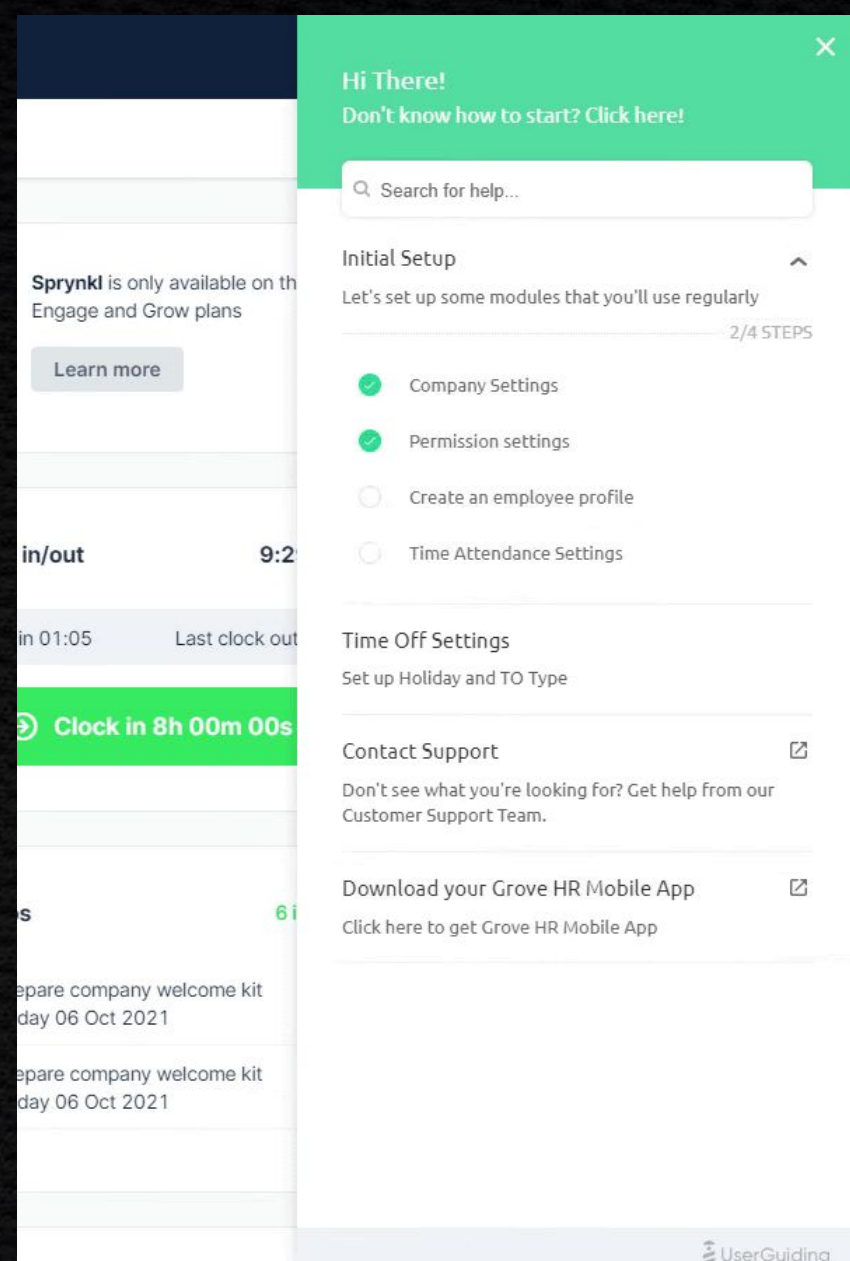 Hi There!
Don't know how to start? Click here!
Search for help...
Initial Setup
Let's set up some modules that you'll use regularly
2/4 STEPS
Company Settings
Permission settings
Create an employee profile
Time Attendance Settings
Time Off Settings
Set up Holiday and TO Type
Contact Support
Don't see what you're looking for? Get help from our
Customer Support Team.
Download your Grove HR Mobile App
Click here to get Grove HR Mobile App
UserGuiding
Sprynkl is only available on th
Engage and Grow plans
Learn more
in/out 9:2
in 01:05 Last clock out
Clock in 8h 00m 00s
6 i
epare company welcome kit
day 06 Oct 2021
epare company welcome kit
day 06 Oct 2021